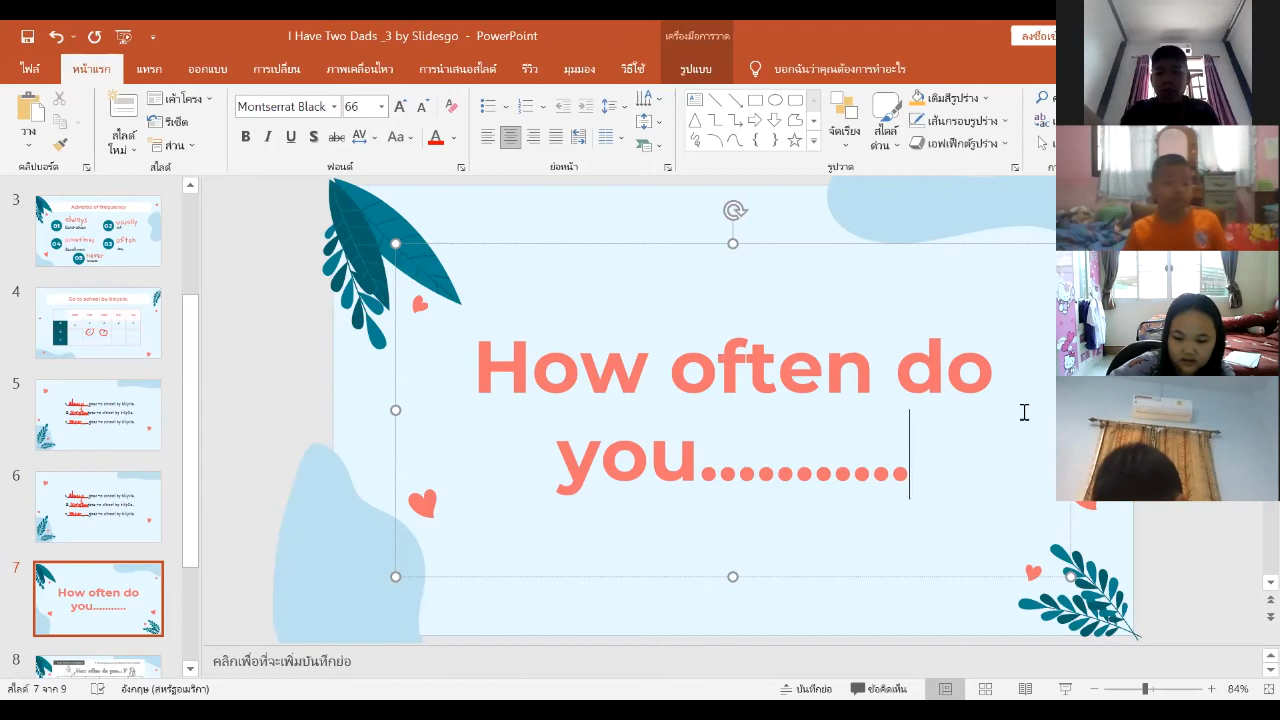 I Have Two Dads _3 by Slidesgo - PowerPoint
เครื่องมือการวาด
ไฟล์
หน้าแรก
แทรก
ออกแบบ
การเปลี่ยน
ภาพเคลื่อนไหว
การนำเสนอสไลด์
รีวิว
มุมมอง
วิธีใช้
รูปแบบ
บอกฉันว่าคุณต้องการทำอะไร
วาง
สไลด์
ใหม่
เค้าโครง
รีเซ็ต
ส่วน
Montserrat Black
66
จัดเรียง
สไตล์
ด่วน
เติมสีรูปร่าง
เส้นกรอบรูปร่าง
เอฟเฟ็กต์รูปร่าง
คลิปบอร์ด
สไลด์
ฟอนต์
ย่อหน้า
รูปวาด
3
Adverbs of frequency
01
always
02
usually
04
sometimes
03
often
05
never
4
Go to school by bicycle.
5
6
7
How often do
you...........
8
How often do you...?
How often do
you...........
คลิกเพื่อที่จะเพิ่มบันทึกย่อ
สไลด์ 7 จาก 9
อังกฤษ (สหรัฐอเมริกา)
บันทึกย่อ
ข้อคิดเห็น
84%